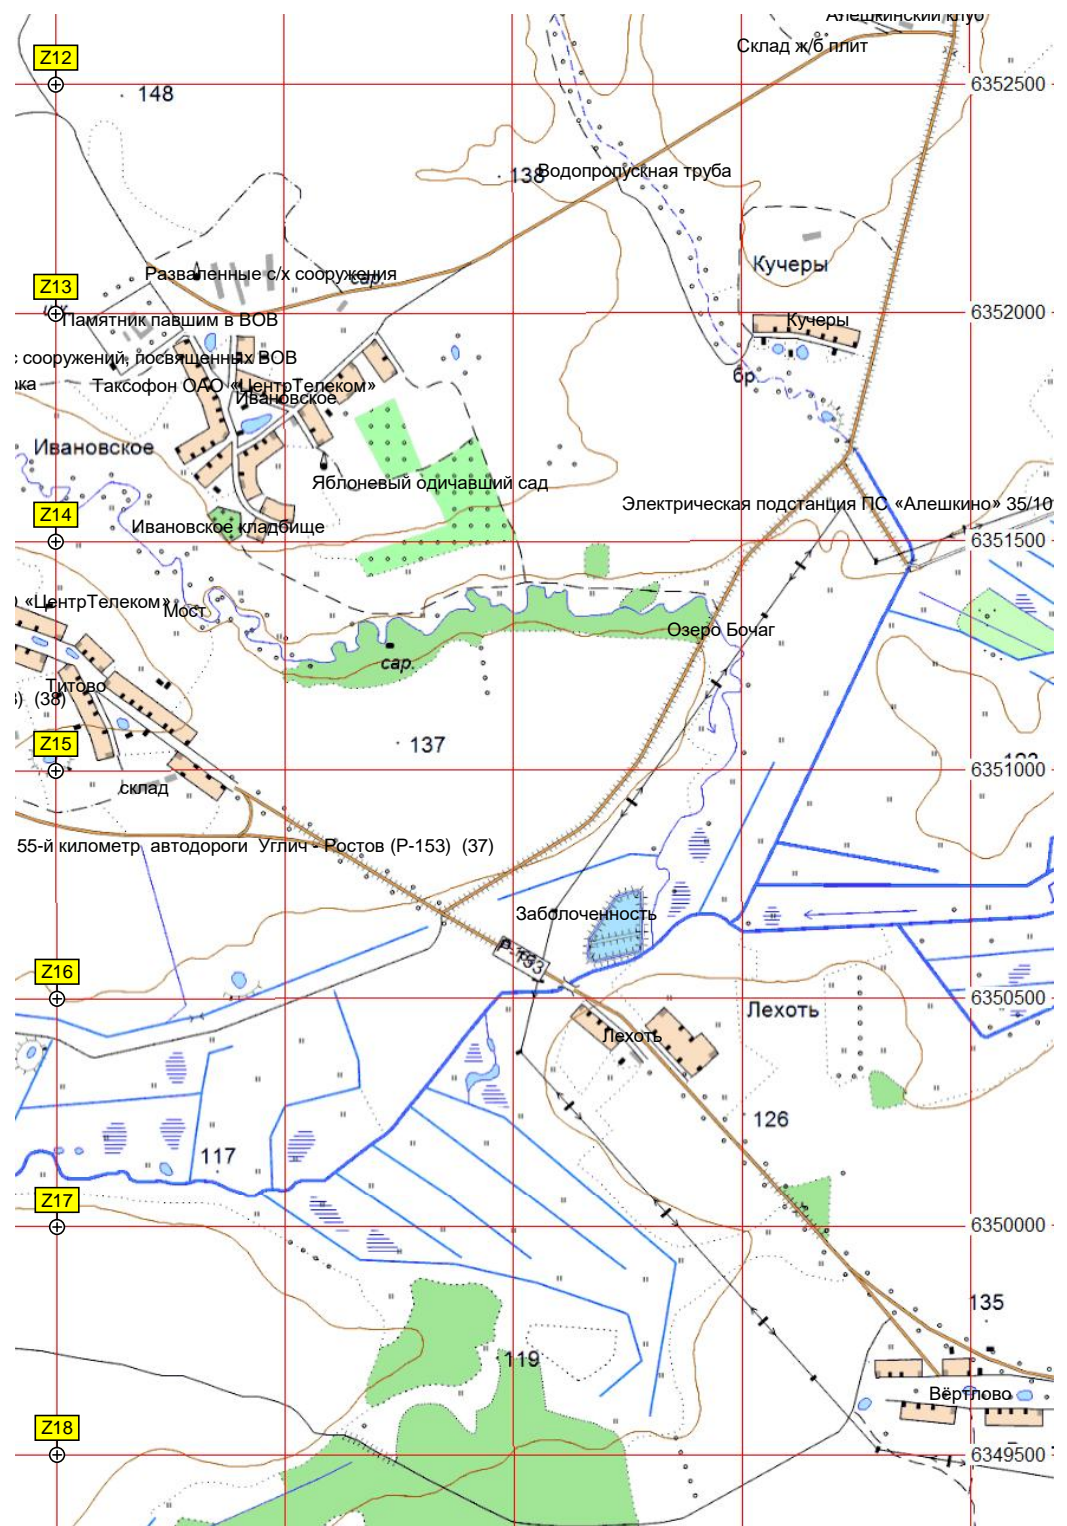 Алешкинский клуб
Склад ж/б плит
Z12
6352500
148
138
Водопропускная труба
Кучеры
Разваленные с/х сооружения
сар.
Z13
6352000
Памятник павшим в ВОВ
Кучеры
с сооружений, посвященных ВОВ
Таксофон ОАО «ЦентрТелеком»
Ивановское
бр.
Ивановское
Яблоневый одичавший сад
Электрическая подстанция ПС «Алешкино» 35/10
Z14
Ивановское кладбище
6351500
«ЦентрТелеком»
Мост
Озеро Бочаг
сар.
Титово
(38)
137
Z15
6351000
склад
55-й километр автодороги Углич - Ростов (Р-153) (37)
Заболоченность
Р-153
Z16
6350500
Лехоть
Лехоть
126
117
Z17
6350000
135
119
Вёртлово
Z18
6349500